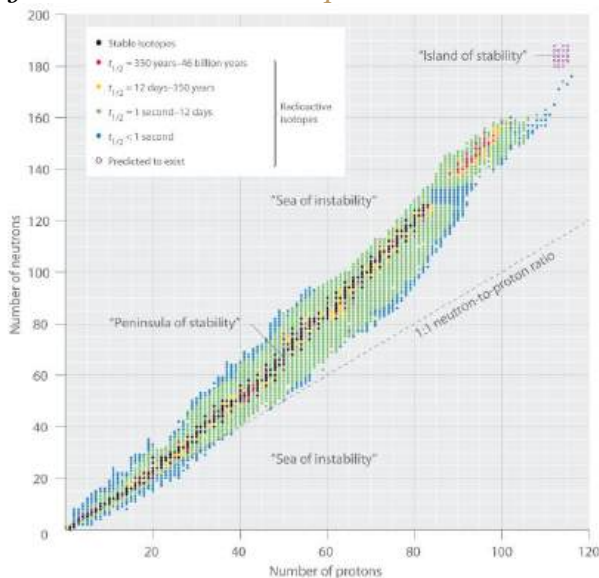 200
180
160
140
120
100
80
60
40
20
0
Number of neutrons
Stable isotopes
t1/2 = 330 years–46 billion years
t1/2 = 12 days–350 years
t1/2 = 1 second–12 days
t1/2 < 1 second
Predicted to exist
Radioactive
isotopes
"Island of stability"
"Sea of instability"
"Peninsula of stability"
1:1 neutron-to-proton ratio
"Sea of instability"
20
40
60
80
100
120
Number of protons